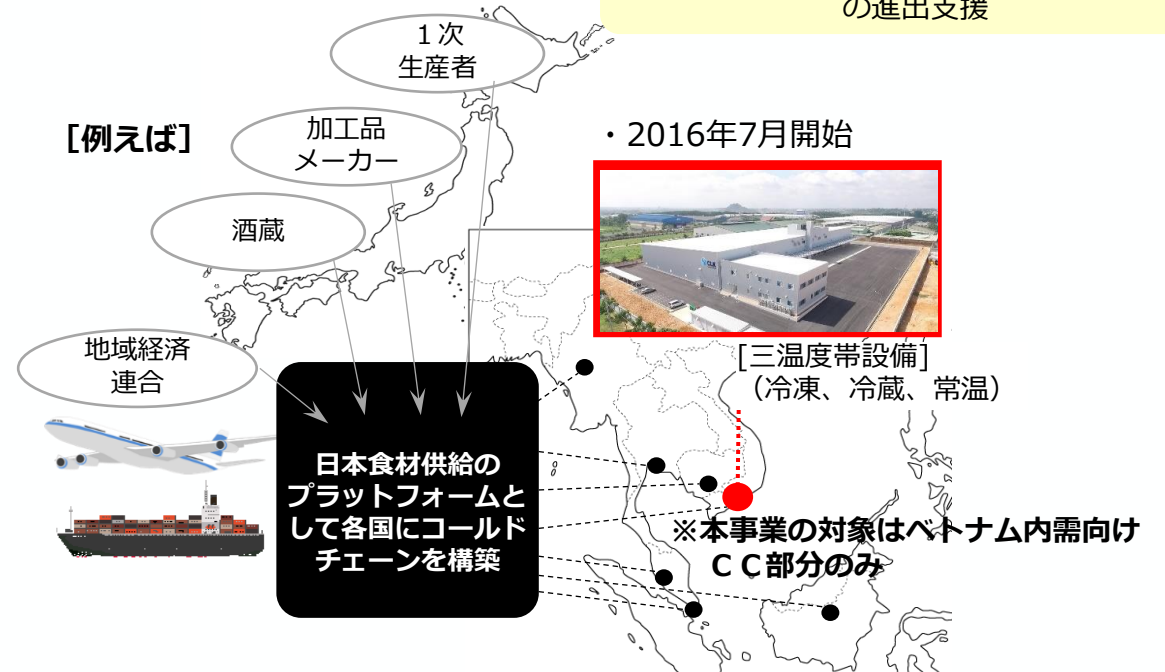 の進出支援
１次
生産者
[例えば]
加工品
メーカー
・2016年7月開始
酒蔵
CLK
地域経済
連合
[三温度帯設備]
（冷凍、冷蔵、常温）
日本食材供給の
プラットフォームと
して各国にコールド
チェーンを構築
※本事業の対象はベトナム内需向け
ＣＣ部分のみ